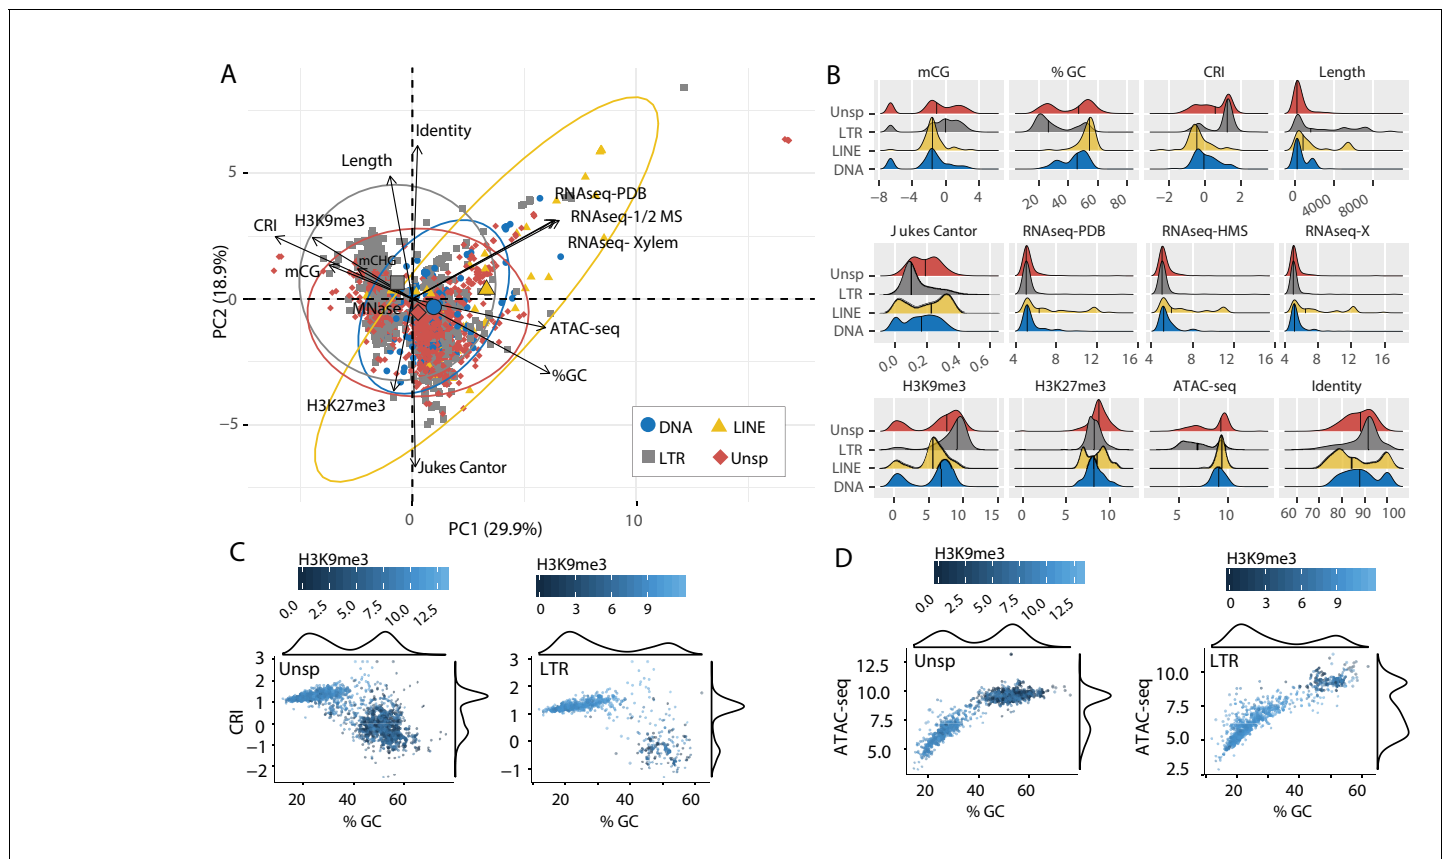 A
Identity
Length
RNAseq-PDB
RNAseq-1/2 MS
RNAseq- Xylem
H3K9me3
CRI
mCHG
mCG
MNase
ATAC-seq
%GC
H3K27me3
Jukes Cantor
5
0
−5
PC2 (18.9%)
0
10
PC1 (29.9%)
DNA
LINE
LTR
Unsp
B
mCG
% GC
CRI
Length
Unsp
LTR
LINE
DNA
−8 −4 0 4
20 40 60 80
−2 0 2
0 4000 8000
Jukes Cantor
RNAseq-PDB
RNAseq-HMS
RNAseq-X
Unsp
LTR
LINE
DNA
0.0 0.2 0.4 0.6
4 8 12 16
4 8 12 16
4 8 12 16
H3K9me3
H3K27me3
ATAC-seq
Identity
Unsp
LTR
LINE
DNA
0 5 10 15
0 5 10
5 10
60 70 80 90 100
C
H3K9me3
0.0 2.5 5.0 7.5 10.0 12.5
Unsp
3
2
1
0
−1
−2
CRI
20 40 60
% GC
H3K9me3
0 3 6 9
LTR
3
2
1
0
−1
20 40 60
% GC
D
H3K9me3
0.0 2.5 5.0 7.5 10.0 12.5
Unsp
12.5
10.0
7.5
5.0
ATAC-seq
20 40 60
% GC
H3K9me3
0 3 6 9
LTR
10.0
7.5
5.0
2.5
ATAC-seq
20 40 60
% GC